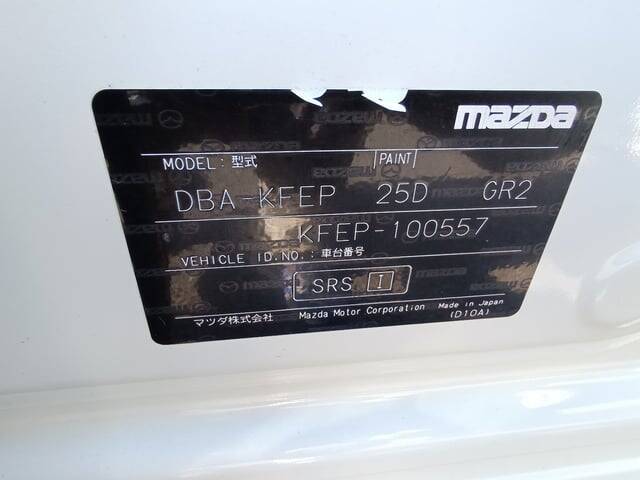 mazda
MODEL: 型式 PAINT
DBA-KFEP 25D GR2
KFEP-100557
VEHICLE ID.NO.: 車台番号
SRS I
マツダ株式会社 Mazda Motor Corporation Made in Japan
(D10A)